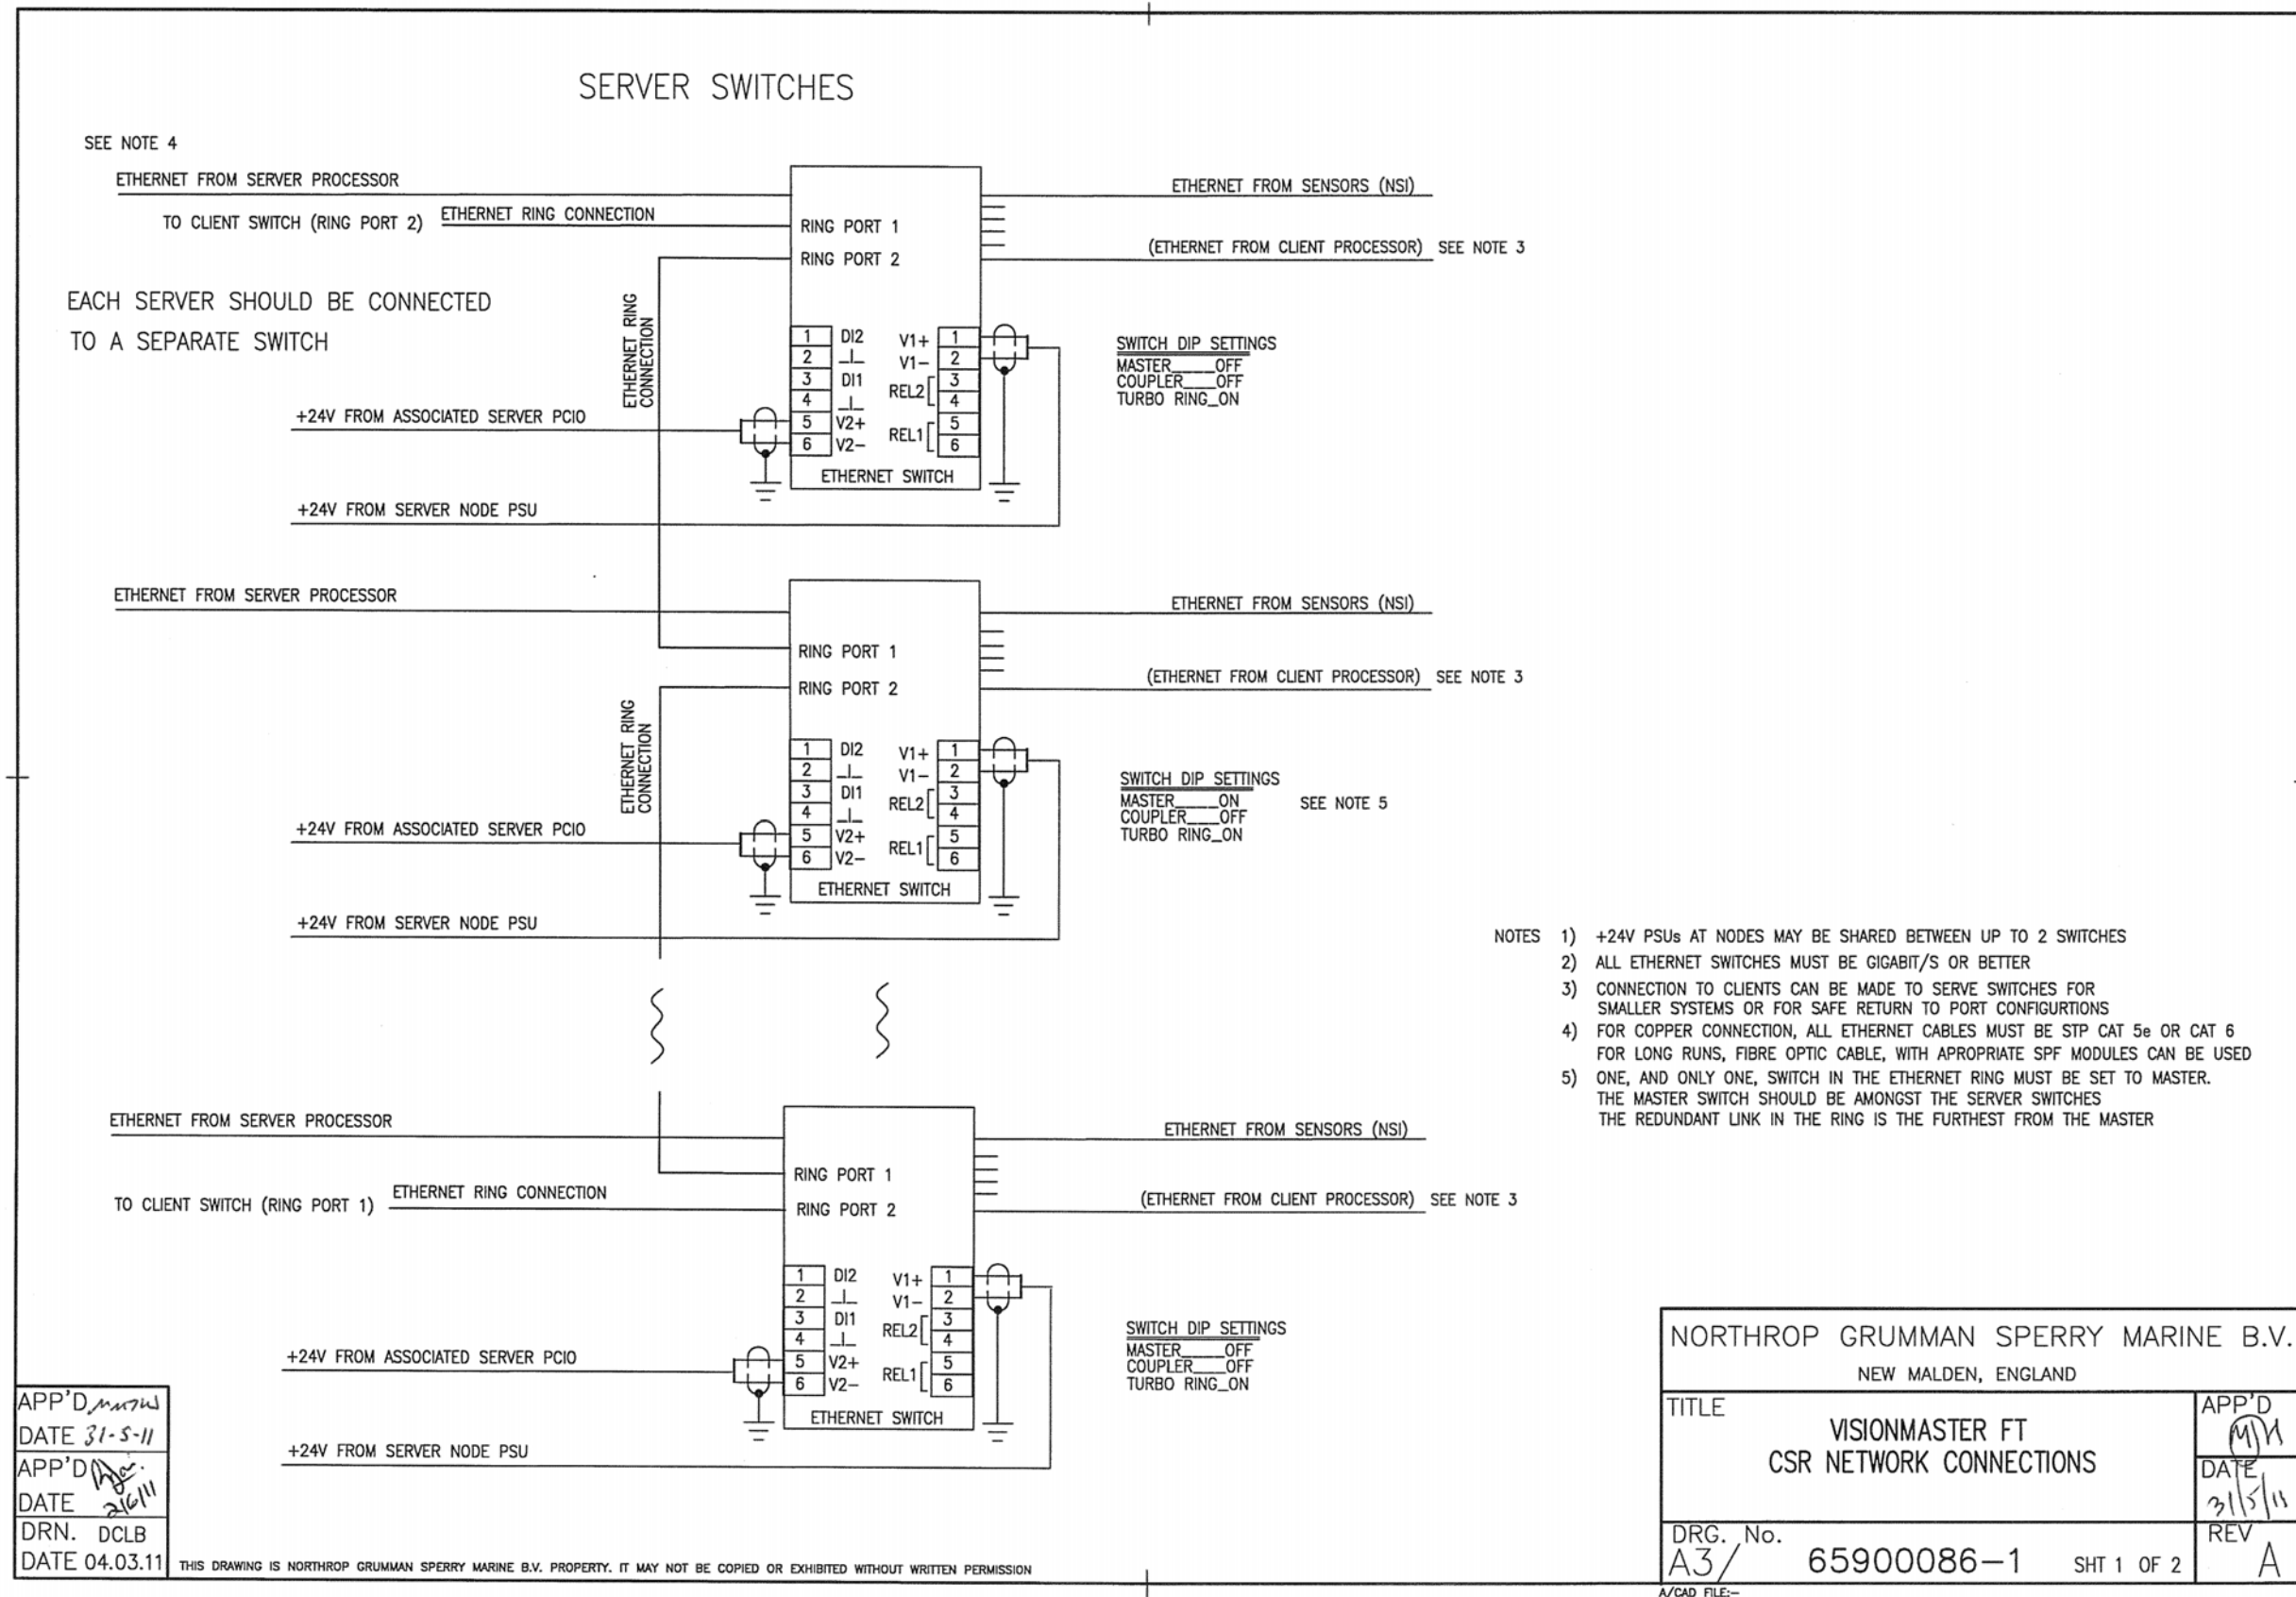 SERVER SWITCHES
SEE NOTE 4
ETHERNET FROM SERVER PROCESSOR
TO CLIENT SWITCH (RING PORT 2) ETHERNET RING CONNECTION
RING PORT 1
RING PORT 2
ETHERNET FROM SENSORS (NSI)
(ETHERNET FROM CLIENT PROCESSOR) SEE NOTE 3
EACH SERVER SHOULD BE CONNECTED
TO A SEPARATE SWITCH
ETHERNET RING
CONNECTION
1 DI2 V1+ 1
2 V1- 2
3 DI1 REL2 3
4 4
5 V2+ REL1 5
6 V2- 6
ETHERNET SWITCH
SWITCH DIP SETTINGS
MASTER____OFF
COUPLER___OFF
TURBO RING_ON
+24V FROM ASSOCIATED SERVER PCIO
+24V FROM SERVER NODE PSU
ETHERNET FROM SERVER PROCESSOR
RING PORT 1
RING PORT 2
ETHERNET FROM SENSORS (NSI)
(ETHERNET FROM CLIENT PROCESSOR) SEE NOTE 3
ETHERNET RING
CONNECTION
1 DI2 V1+ 1
2 V1- 2
3 DI1 REL2 3
4 4
5 V2+ REL1 5
6 V2- 6
ETHERNET SWITCH
SWITCH DIP SETTINGS
MASTER____ON SEE NOTE 5
COUPLER___OFF
TURBO RING_ON
+24V FROM ASSOCIATED SERVER PCIO
+24V FROM SERVER NODE PSU
NOTES 1) +24V PSUs AT NODES MAY BE SHARED BETWEEN UP TO 2 SWITCHES
2) ALL ETHERNET SWITCHES MUST BE GIGABIT/S OR BETTER
3) CONNECTION TO CLIENTS CAN BE MADE TO SERVE SWITCHES FOR
SMALLER SYSTEMS OR FOR SAFE RETURN TO PORT CONFIGURTIONS
4) FOR COPPER CONNECTION, ALL ETHERNET CABLES MUST BE STP CAT 5e OR CAT 6
FOR LONG RUNS, FIBRE OPTIC CABLE, WITH APROPRIATE SPF MODULES CAN BE USED
5) ONE, AND ONLY ONE, SWITCH IN THE ETHERNET RING MUST BE SET TO MASTER.
THE MASTER SWITCH SHOULD BE AMONGST THE SERVER SWITCHES
THE REDUNDANT LINK IN THE RING IS THE FURTHEST FROM THE MASTER
ETHERNET FROM SERVER PROCESSOR
TO CLIENT SWITCH (RING PORT 1) ETHERNET RING CONNECTION
RING PORT 1
RING PORT 2
ETHERNET FROM SENSORS (NSI)
(ETHERNET FROM CLIENT PROCESSOR) SEE NOTE 3
1 DI2 V1+ 1
2 V1- 2
3 DI1 REL2 3
4 4
5 V2+ REL1 5
6 V2- 6
ETHERNET SWITCH
SWITCH DIP SETTINGS
MASTER____OFF
COUPLER___OFF
TURBO RING_ON
+24V FROM ASSOCIATED SERVER PCIO
+24V FROM SERVER NODE PSU
APP'D
DATE 31-5-11
APP'D
DATE 2/6/11
DRN. DCLB
DATE 04.03.11
THIS DRAWING IS NORTHROP GRUMMAN SPERRY MARINE B.V. PROPERTY. IT MAY NOT BE COPIED OR EXHIBITED WITHOUT WRITTEN PERMISSION
NORTHROP GRUMMAN SPERRY MARINE B.V.
NEW MALDEN, ENGLAND
TITLE
VISIONMASTER FT
CSR NETWORK CONNECTIONS
APP'D
DATE
31/5/11
DRG. No.
A3/ 65900086-1 SHT 1 OF 2
REV
A
A/CAD FILE:-